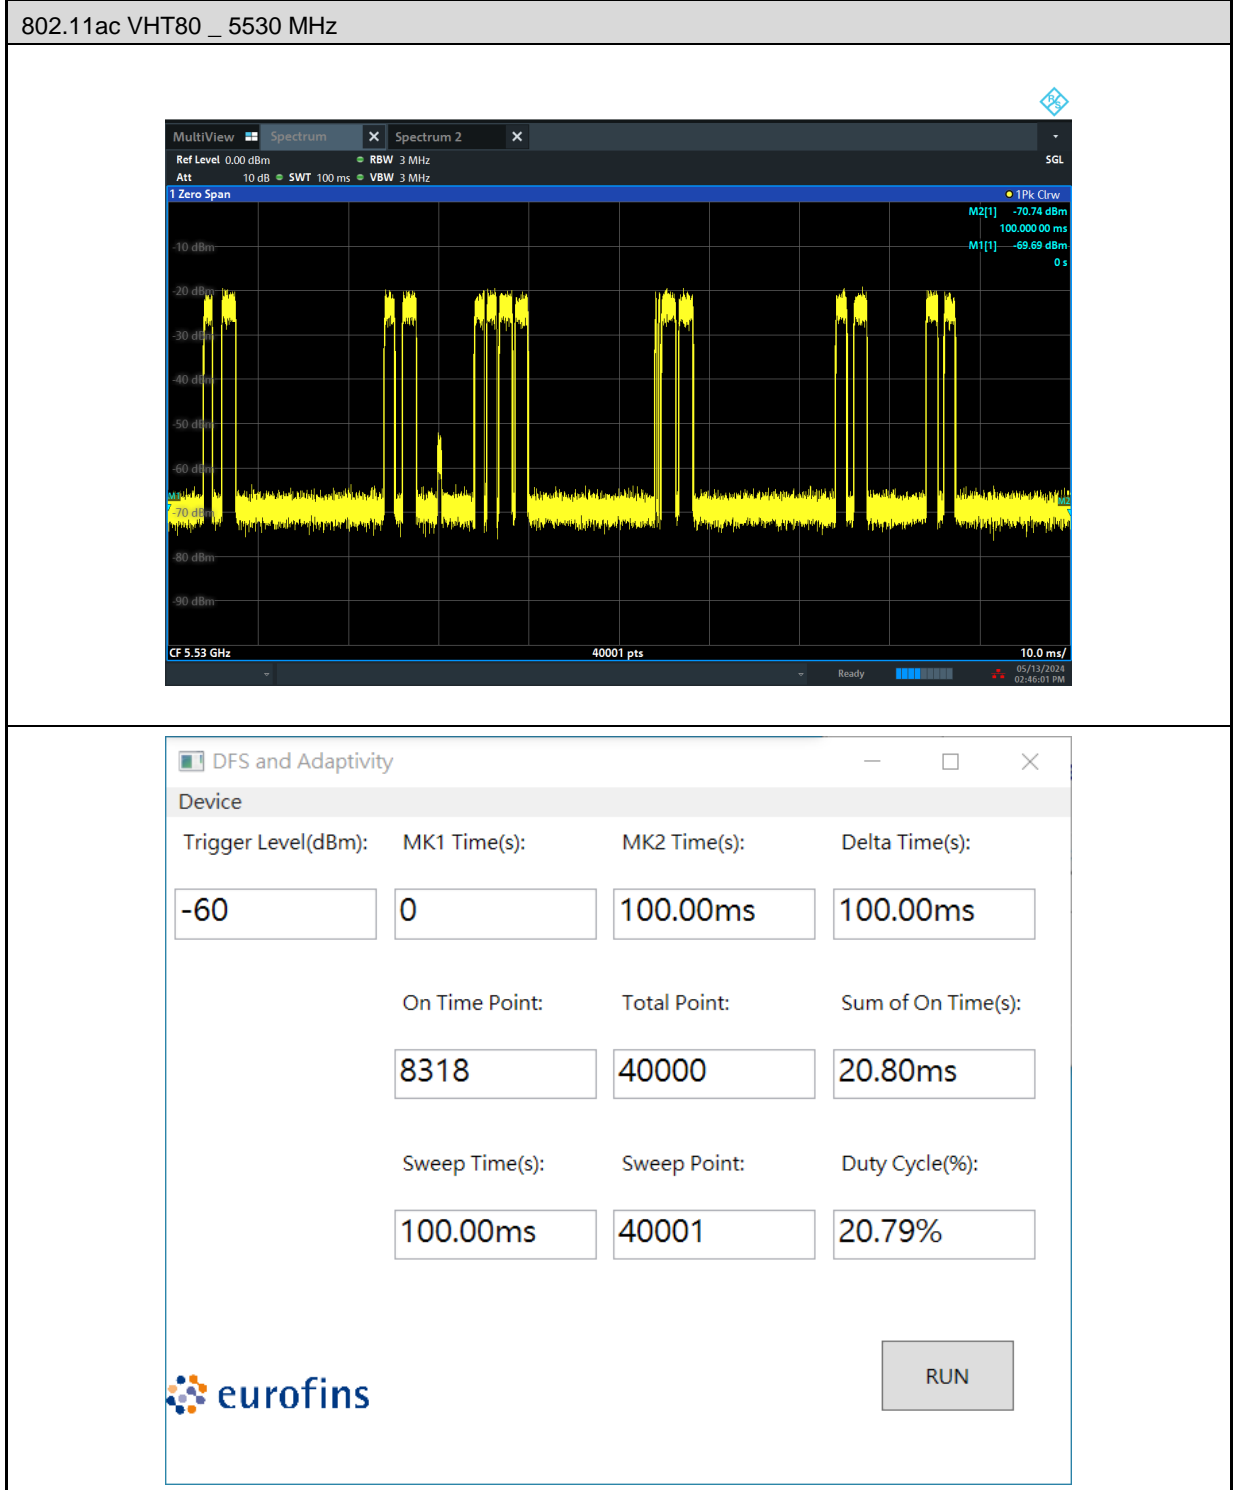 802.11ac VHT80 _ 5530 MHz
R&S
MultiView Spectrum X Spectrum 2 X
Ref Level 0.00 dBm RBW 3 MHz SGL
Att 10 dB SWT 100 ms VBW 3 MHz
1 Zero Span 1Pk Clrw
M2[1] -70.74 dBm
100.000 00 ms
-10 dBm M1[1] -69.69 dBm
0 s
-20 dBm
-30 dBm
-40 dBm
-50 dBm
-60 dBm
M1 M2
-70 dBm
-80 dBm
-90 dBm
CF 5.53 GHz 40001 pts 10.0 ms/
Ready 05/13/2024
02:46:01 PM
DFS and Adaptivity
Device
Trigger Level(dBm): MK1 Time(s): MK2 Time(s): Delta Time(s):
-60 0 100.00ms 100.00ms
On Time Point: Total Point: Sum of On Time(s):
8318 40000 20.80ms
Sweep Time(s): Sweep Point: Duty Cycle(%):
100.00ms 40001 20.79%
RUN
eurofins